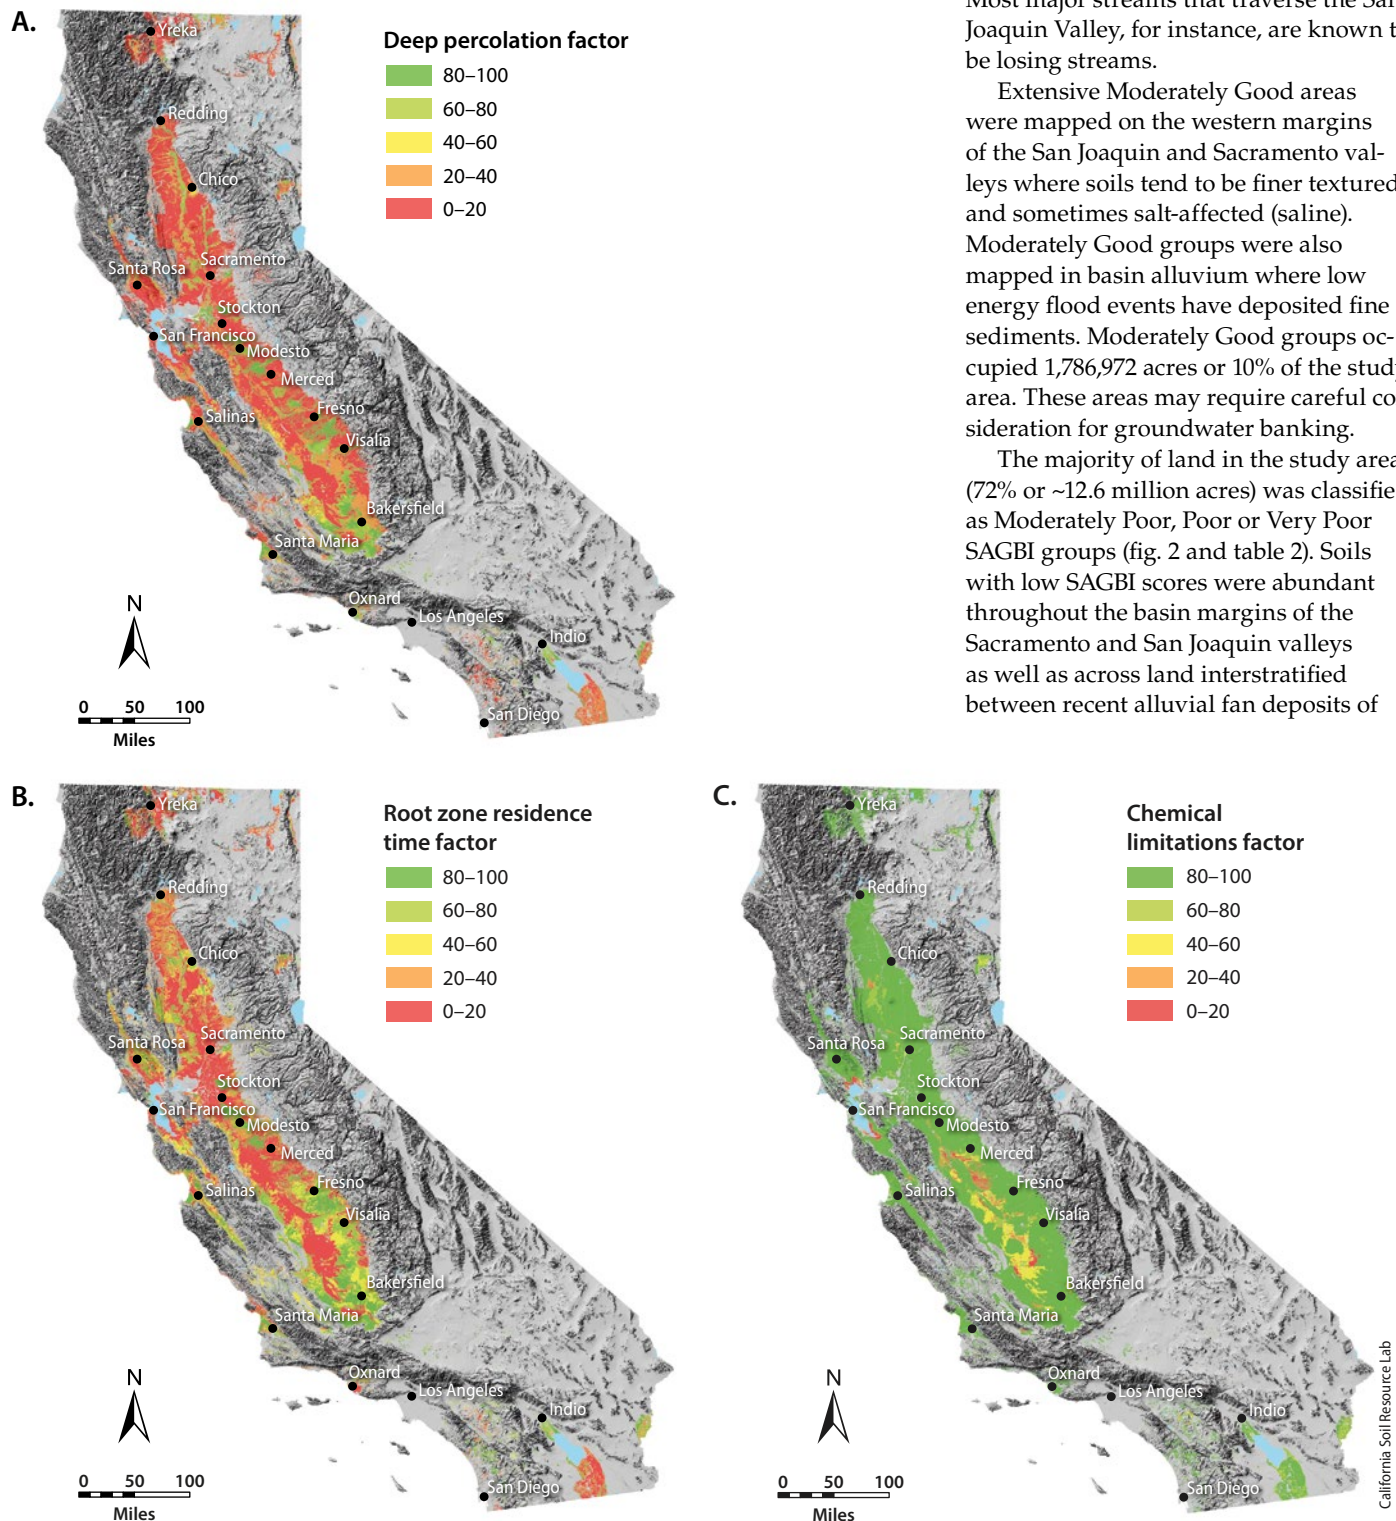 A.
Yreka
Redding
Chico
Sacramento
Santa Rosa
Stockton
San Francisco
Modesto
Merced
Fresno
Salinas
Visalia
Bakersfield
Santa Maria
Oxnard
Los Angeles
Indio
San Diego
Deep percolation factor
80–100
60–80
40–60
20–40
0–20
N
0 50 100
Miles
Most major streams that traverse the San
Joaquin Valley, for instance, are known
be losing streams.
Extensive Moderately Good areas
were mapped on the western margins
of the San Joaquin and Sacramento val-
leys where soils tend to be finer textured
and sometimes salt-affected (saline).
Moderately Good groups were also
mapped in basin alluvium where low
energy flood events have deposited fine
sediments. Moderately Good groups oc-
cupied 1,786,972 acres or 10% of the study
area. These areas may require careful co
sideration for groundwater banking.
The majority of land in the study area
(72% or ~12.6 million acres) was classifie
as Moderately Poor, Poor or Very Poor
SAGBI groups (fig. 2 and table 2). Soils
with low SAGBI scores were abundant
throughout the basin margins of the
Sacramento and San Joaquin valleys
as well as across land interstratified
between recent alluvial fan deposits of
B.
Yreka
Redding
Chico
Sacramento
Santa Rosa
Stockton
San Francisco
Modesto
Merced
Fresno
Salinas
Visalia
Bakersfield
Santa Maria
Oxnard
Los Angeles
Indio
San Diego
Root zone residence
time factor
80–100
60–80
40–60
20–40
0–20
N
0 50 100
Miles
C.
Yreka
Redding
Chico
Sacramento
Santa Rosa
Stockton
San Francisco
Modesto
Merced
Fresno
Salinas
Visalia
Bakersfield
Santa Maria
Oxnard
Los Angeles
Indio
San Diego
Chemical
limitations factor
80–100
60–80
40–60
20–40
0–20
N
0 50 100
Miles
California Soil Resource Lab